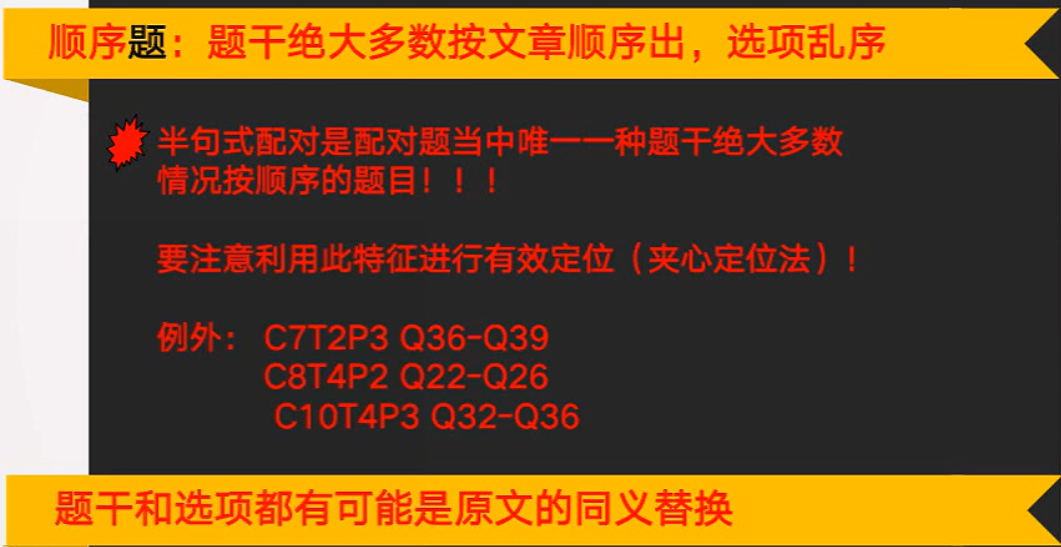 顺序题：题干绝大多数按文章顺序出，选项乱序
半句式配对是配对题当中唯一一种题干绝大多数
情况按顺序的题目！！！
要注意利用此特征进行有效定位（夹心定位法）！
例外： C7T2P3 Q36-Q39
C8T4P2 Q22-Q26
C10T4P3 Q32-Q36
题干和选项都有可能是原文的同义替换